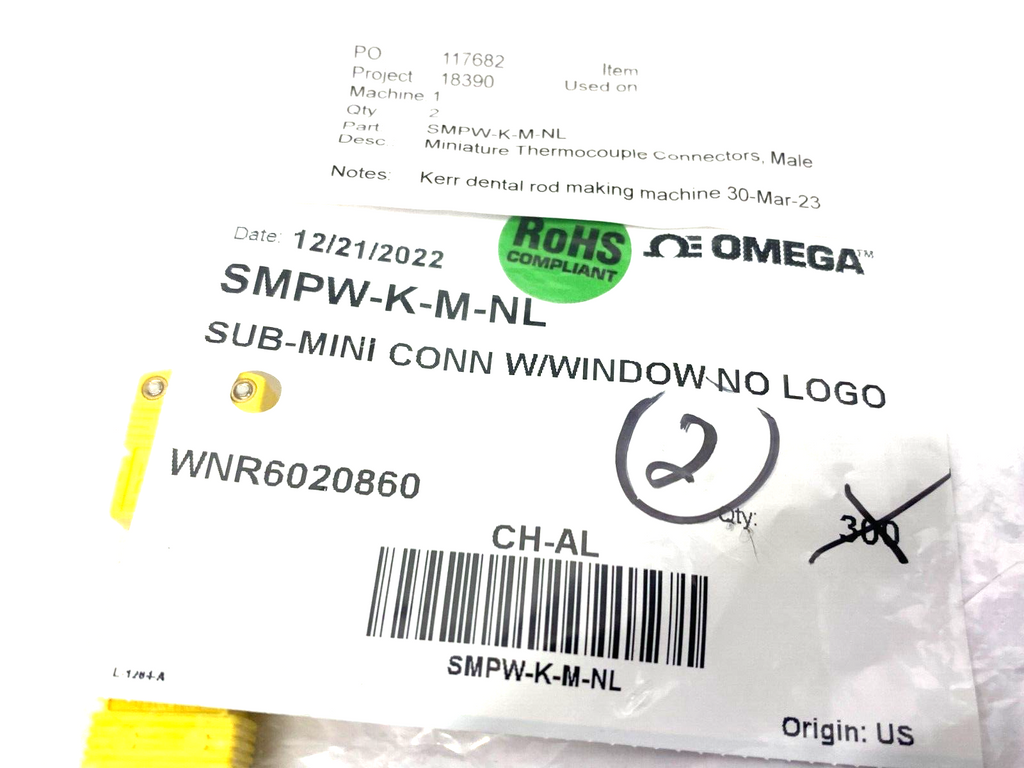 PO 117682 Item
Project 18390 Used on
Machine 1
Qty 2
Part SMPW-K-M-NL
Desc. Miniature Thermocouple Connectors, Male
Notes: Kerr dental rod making machine 30-Mar-23
Date: 12/21/2022
RoHS
COMPLIANT
OMEGA™
SMPW-K-M-NL
SUB-MINI CONN W/WINDOW NO LOGO
2
WNR6020860
Qty: 300
CH-AL
SMPW-K-M-NL
L 1764-A
Origin: US